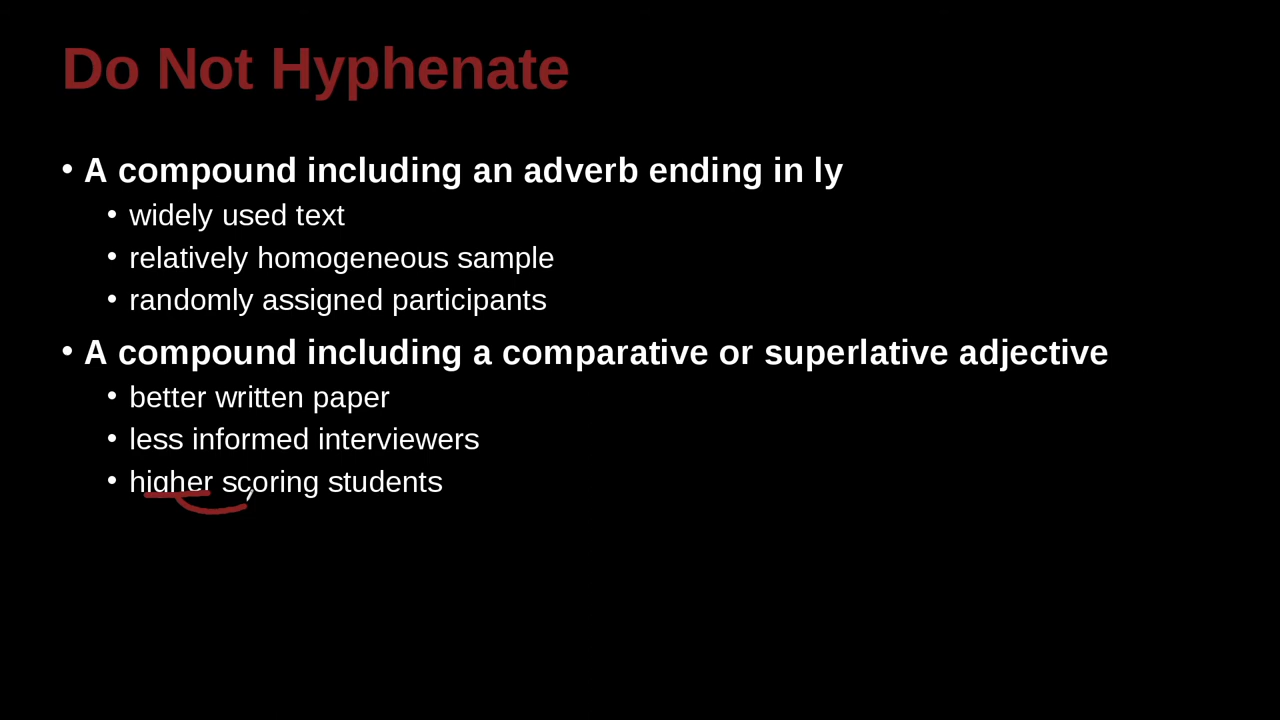 Do Not Hyphenate
• A compound including an adverb ending in ly
• widely used text
• relatively homogeneous sample
• randomly assigned participants
• A compound including a comparative or superlative adjective
• better written paper
• less informed interviewers
• higher scoring students